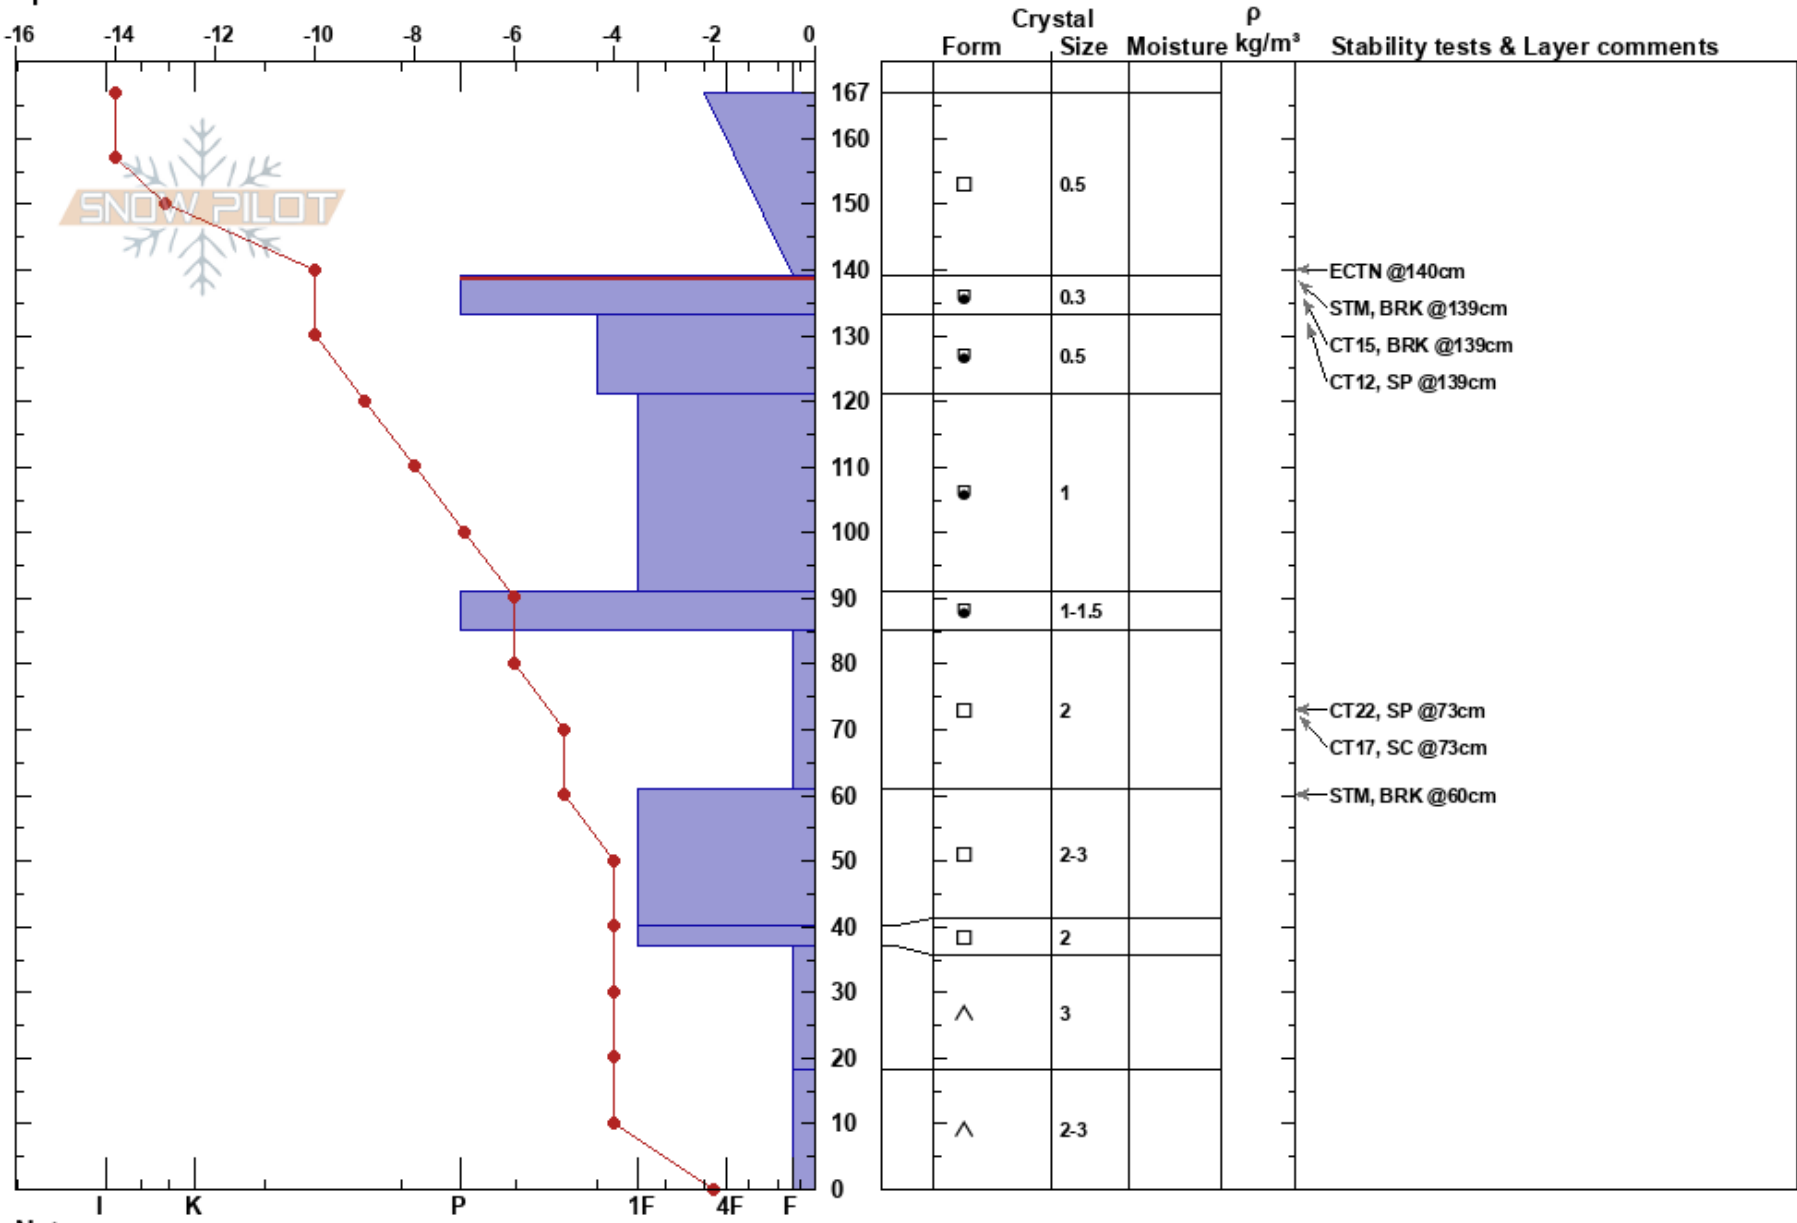 Crystal ρ
-16 -14 -12 -10 -8 -6 -4 -2 0
Form Size Moisture kg/m³ Stability tests & Layer comments
167
160
SNOW PILOT
0.5
150
140
ECTN @140cm
0.3
STM, BRK @139cm
130
CT15, BRK @139cm
0.5
CT12, SP @139cm
120
110
1
100
90
1-1.5
80
2
CT22, SP @73cm
70
CT17, SC @73cm
60
STM, BRK @60cm
50
2-3
40
2
30
3
20
10
2-3
0
I K P 1F 4F F